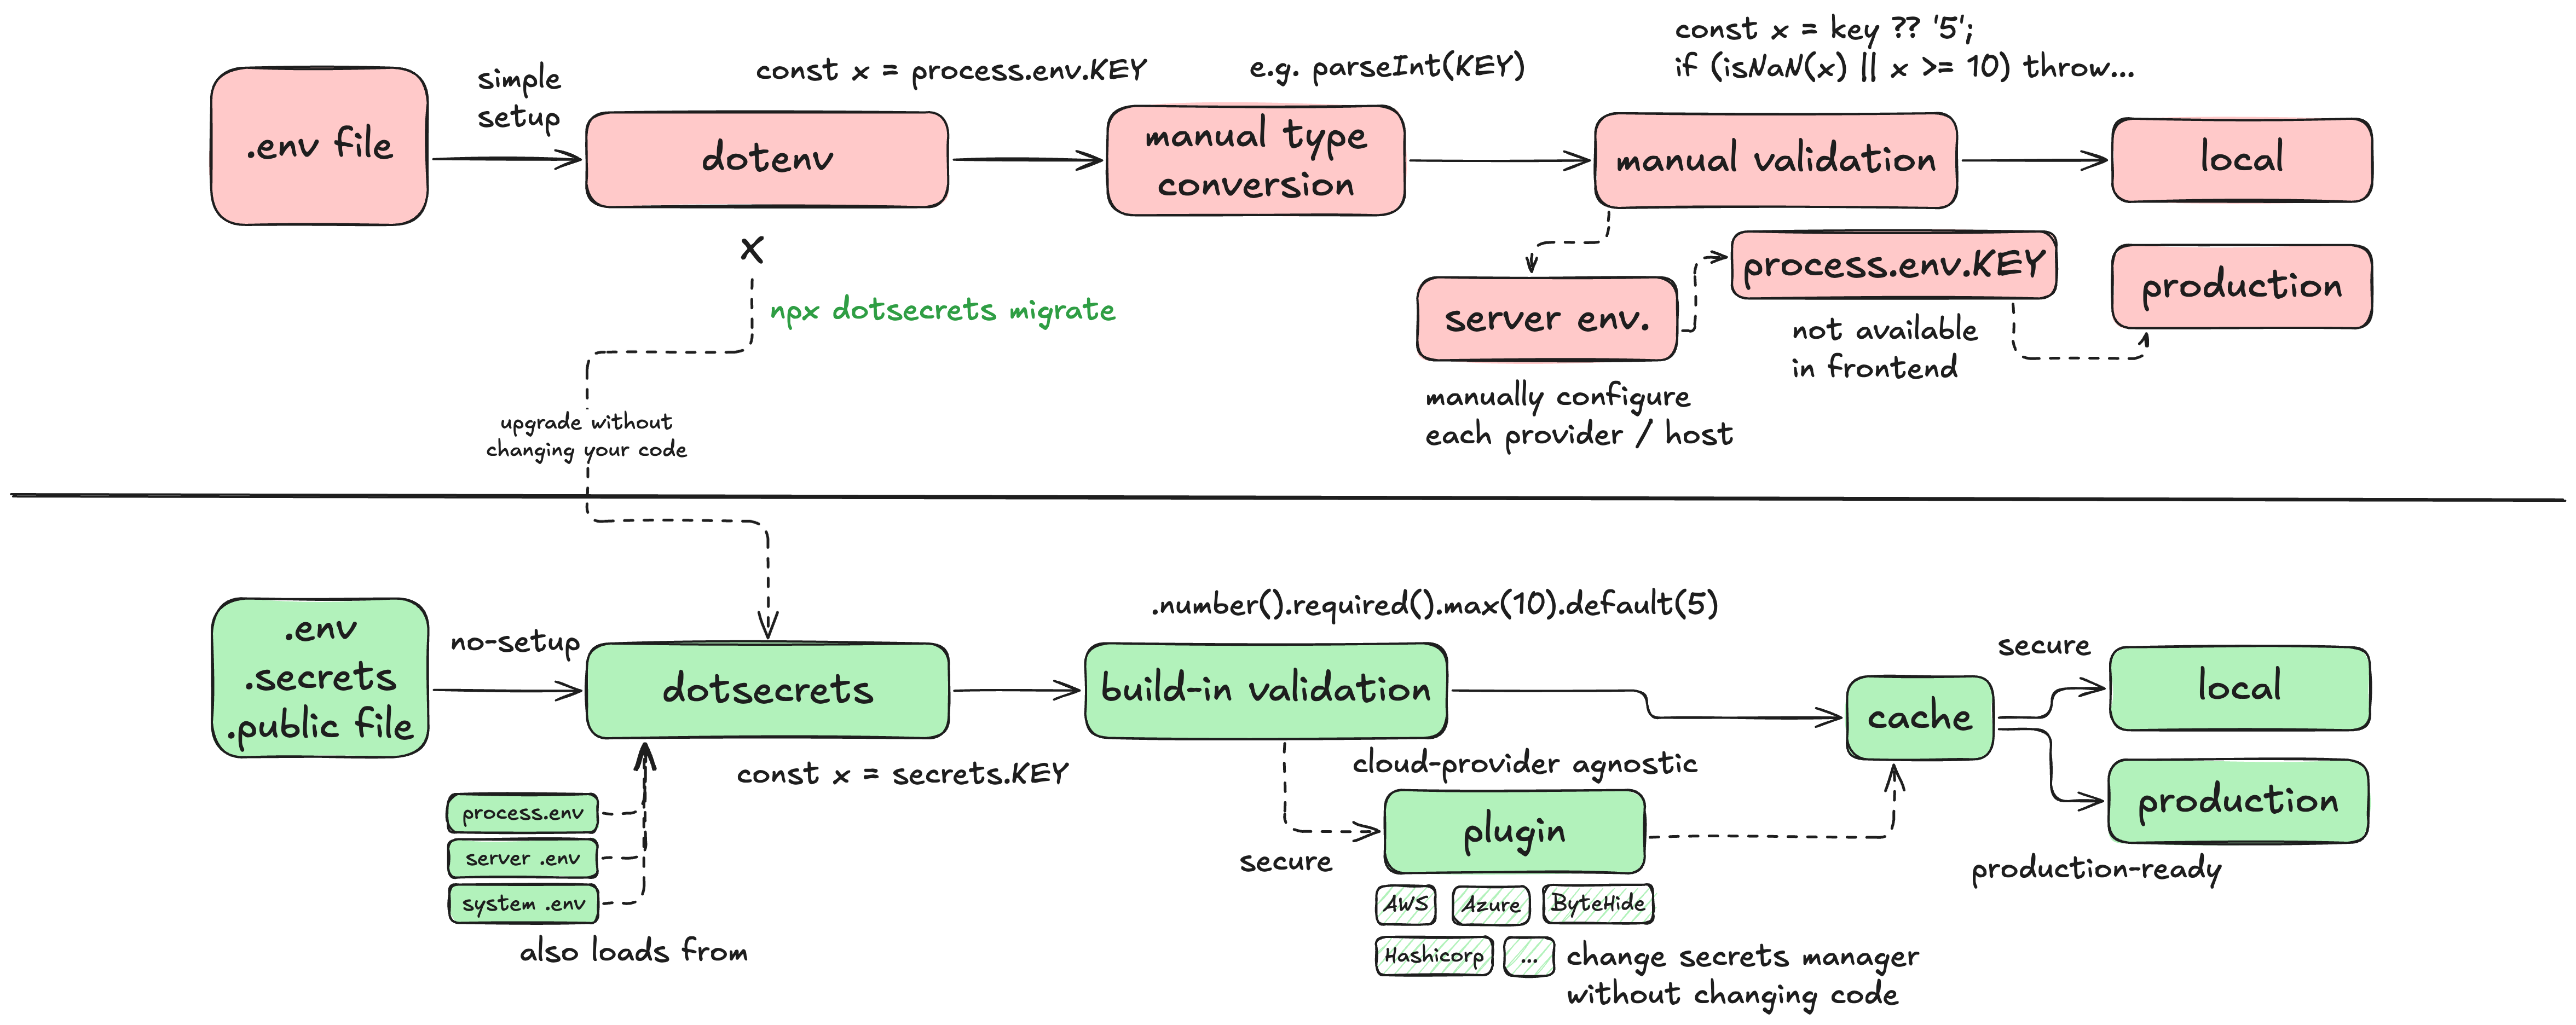 .env file
simple
setup
dotenv
const x = process.env.KEY
manual type
conversion
e.g. parseInt(KEY)
manual validation
const x = key ?? '5';
if (isNaN(x) || x >= 10) throw...
local
x
npx dotsecrets migrate
server env.
manually configure
each provider / host
process.env.KEY
not available
in frontend
production
upgrade without
changing your code
.env
.secrets
.public file
no-setup
dotsecrets
const x = secrets.KEY
process.env
server .env
system .env
also loads from
.number().required().max(10).default(5)
build-in validation
cloud-provider agnostic
secure
plugin
AWS
Azure
ByteHide
Hashicorp
...
change secrets manager
without changing code
cache
secure
local
production
production-ready